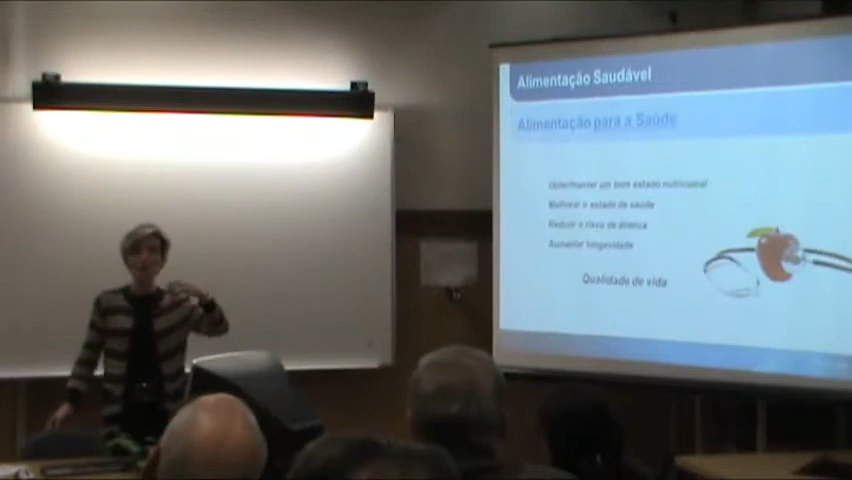 Alimentação Saudável
Alimentação para a Saúde
Obter/manter um bom estado nutricional
Melhorar o estado de saúde
Reduzir o risco de doença
Aumentar longevidade
Qualidade de vida